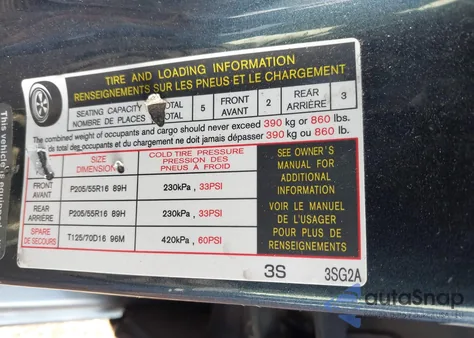 TIRE AND LOADING INFORMATION
RENSEIGNEMENTS SUR LES PNEUS ET LE CHARGEMENT
SEATING CAPACITY TOTAL 5 FRONT 2 REAR 3
NOMBRE DE PLACES TOTAL AVANT ARRIÈRE
The combined weight of occupants and cargo should never exceed 390 kg or 860 lbs.
total des occupants et du chargement ne doit jamais dépasser 390 kg ou 860 lb.
SIZE COLD TIRE PRESSURE
DIMENSION PRESSION DES
PNEUS À FROID
FRONT
AVANT P205/55R16 89H 230kPa , 33PSI
REAR
ARRIÈRE P205/55R16 89H 230kPa , 33PSI
SPARE
DE SECOURS T125/70D16 96M 420kPa , 60PSI
SEE OWNER'S
MANUAL FOR
ADDITIONAL
INFORMATION
VOIR LE MANUEL
DE L'USAGER
POUR PLUS DE
RENSEIGNEMENTS
3S 3SG2A
This vehicle is
autoSnap